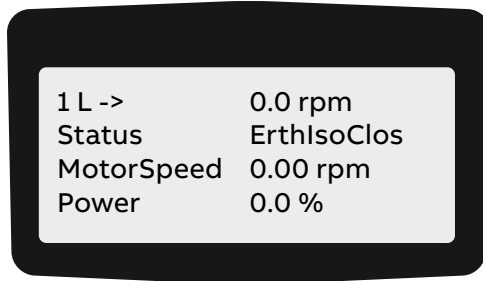 1 L -> 0.0 rpm
Status ErthIsoClos
MotorSpeed 0.00 rpm
Power 0.0 %